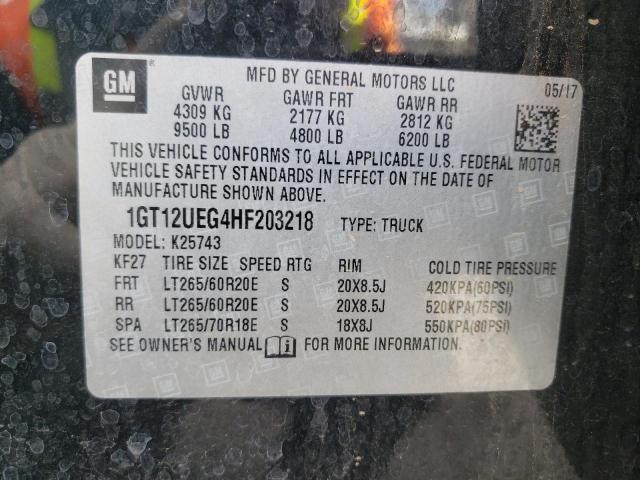 GM
MFD BY GENERAL MOTORS LLC
05/17
GVWR GAWR FRT GAWR RR
4309 KG 2177 KG 2812 KG
9500 LB 4800 LB 6200 LB
THIS VEHICLE CONFORMS TO ALL APPLICABLE U.S. FEDERAL MOTOR
VEHICLE SAFETY STANDARDS IN EFFECT ON THE DATE OF
MANUFACTURE SHOWN ABOVE.
1GT12UEG4HF203218 TYPE: TRUCK
MODEL: K25743
KF27 TIRE SIZE SPEED RTG RIM COLD TIRE PRESSURE
FRT LT265/60R20E S 20X8.5J 420KPA(60PSI)
RR LT265/60R20E S 20X8.5J 520KPA(75PSI)
SPA LT265/70R18E S 18X8J 550KPA(80PSI)
SEE OWNER'S MANUAL FOR MORE INFORMATION.